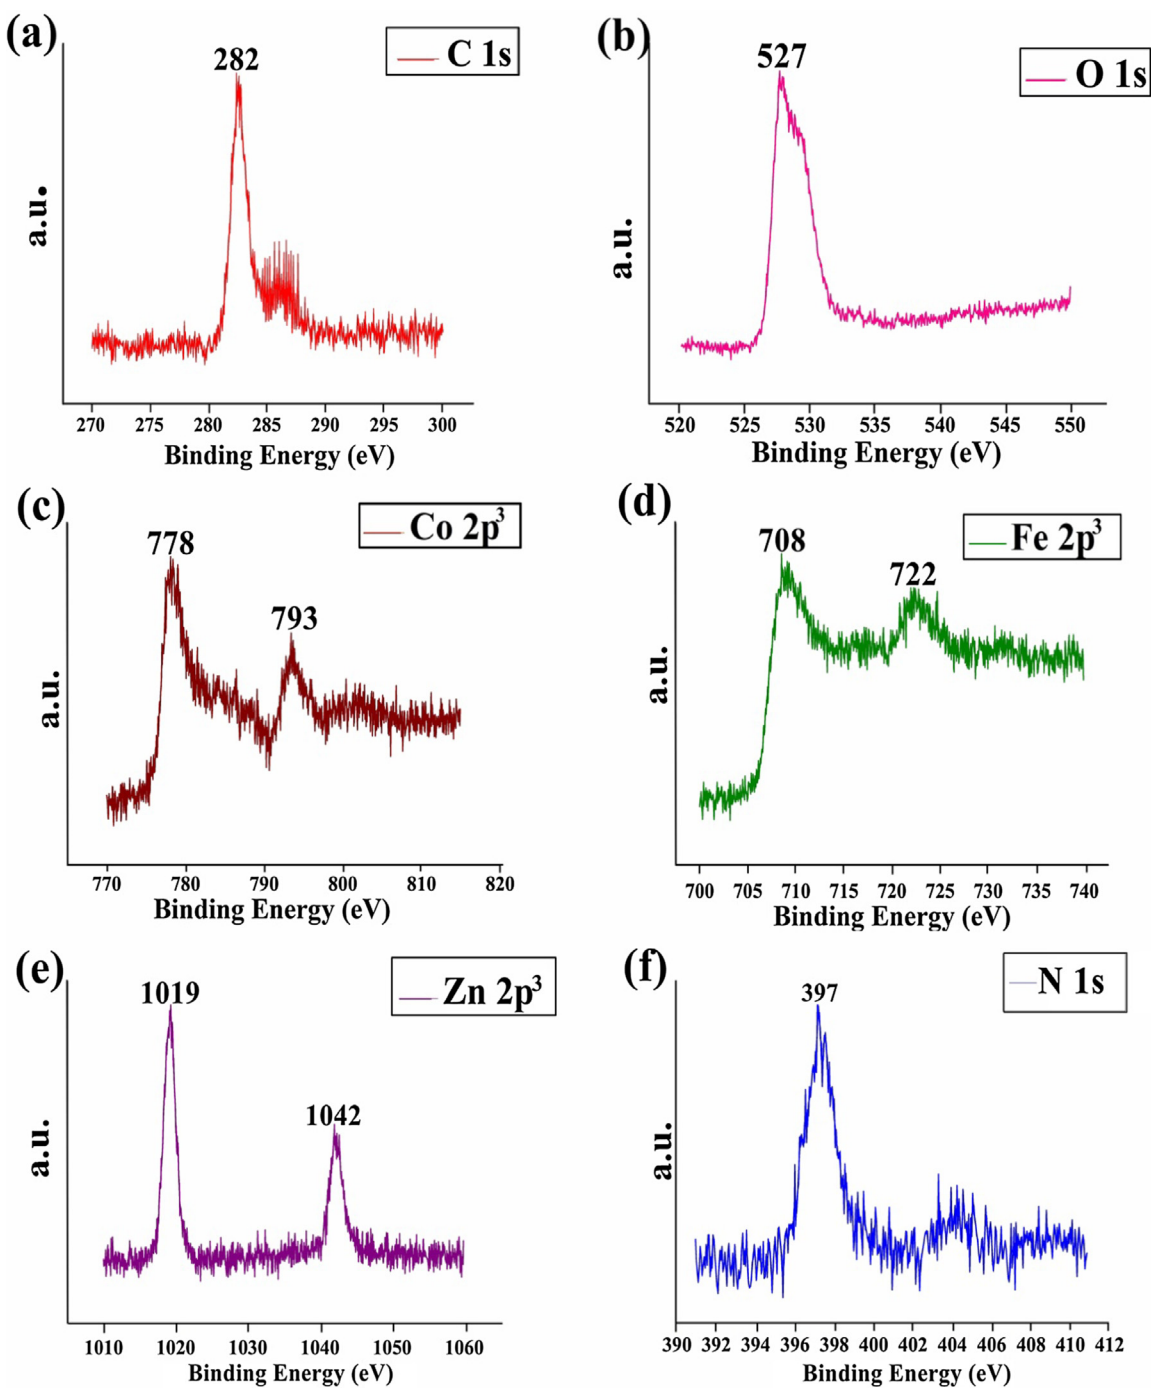 (a)
282
C 1s
a.u.
270 275 280 285 290 295 300
Binding Energy (eV)
(b)
527
O 1s
a.u.
520 525 530 535 540 545 550
Binding Energy (eV)
(c)
778
793
Co 2p³
a.u.
770 780 790 800 810 820
Binding Energy (eV)
(d)
708
722
Fe 2p³
a.u.
700 705 710 715 720 725 730 735 740
Binding Energy (eV)
(e)
1019
1042
Zn 2p³
a.u.
1010 1020 1030 1040 1050 1060
Binding Energy (eV)
(f)
397
N 1s
a.u.
390 392 394 396 398 400 402 404 406 408 410 412
Binding Energy (eV)